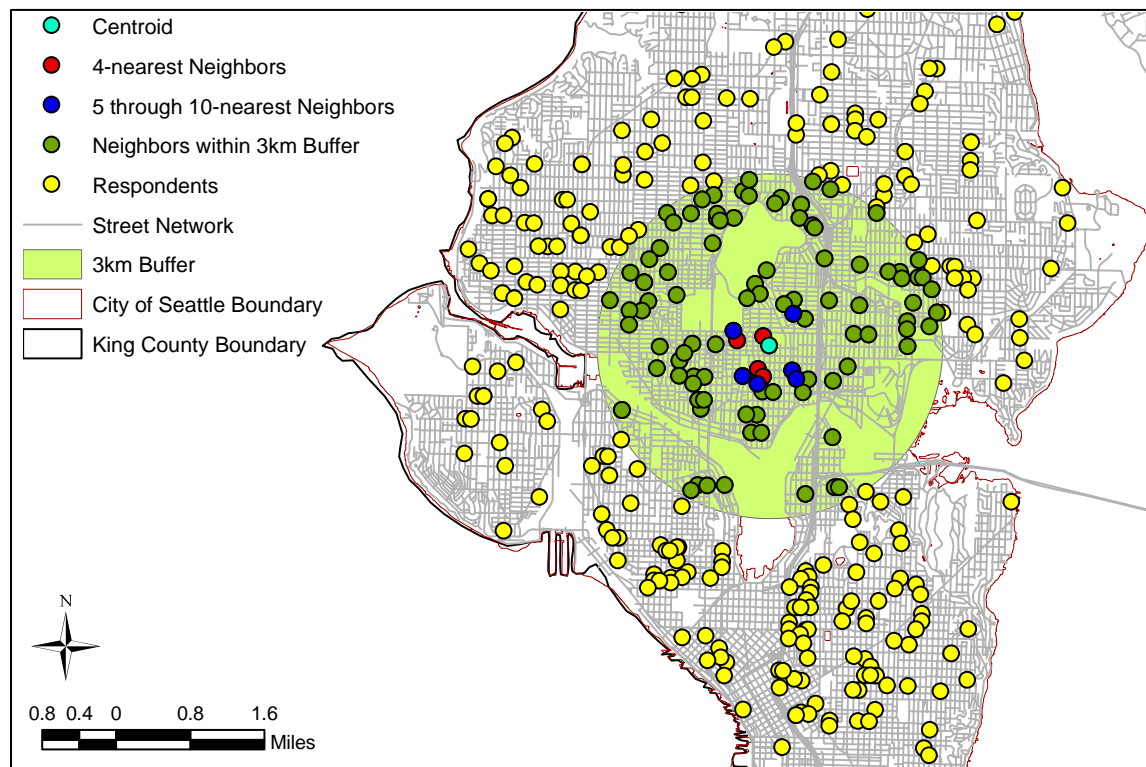 Centroid
4-nearest Neighbors
5 through 10-nearest Neighbors
Neighbors within 3km Buffer
Respondents
Street Network
3km Buffer
City of Seattle Boundary
King County Boundary
N
0.8 0.4 0 0.8 1.6
Miles